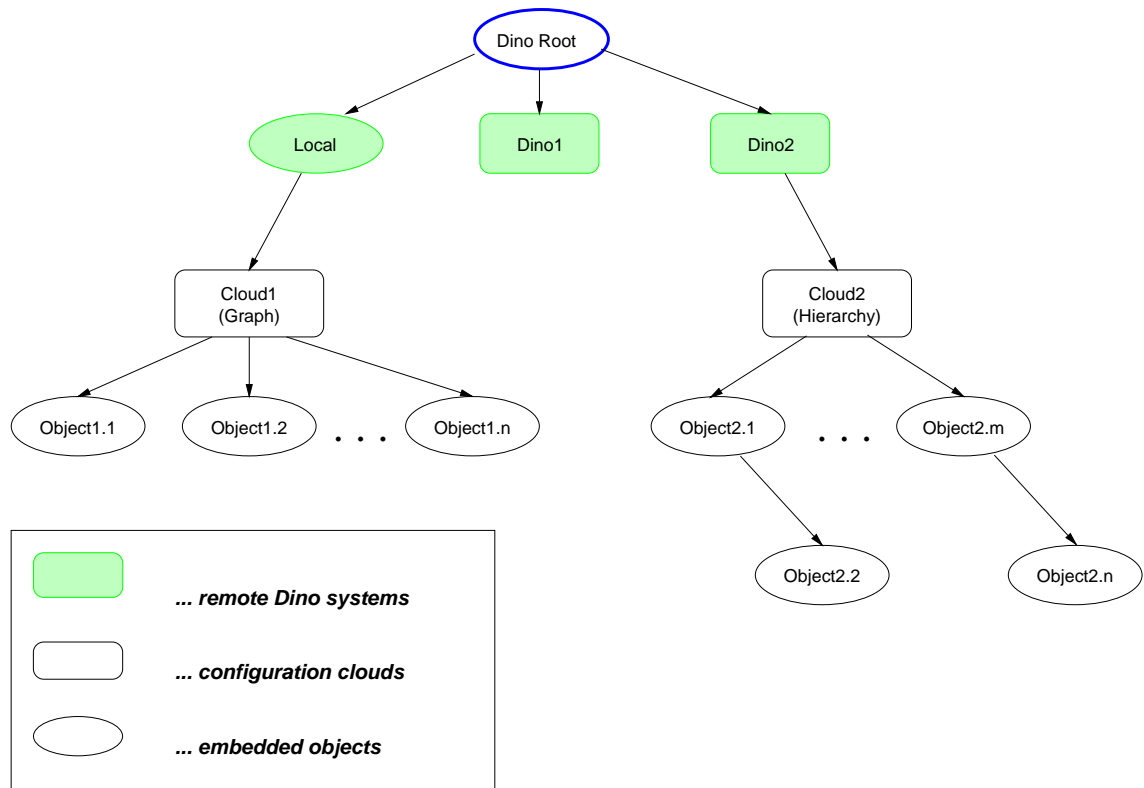 Dino Root
Local
Dino1
Dino2
Cloud1
(Graph)
Cloud2
(Hierarchy)
Object1.1
Object1.2
. . .
Object1.n
Object2.1
. . .
Object2.m
Object2.2
Object2.n
... remote Dino systems
... configuration clouds
... embedded objects